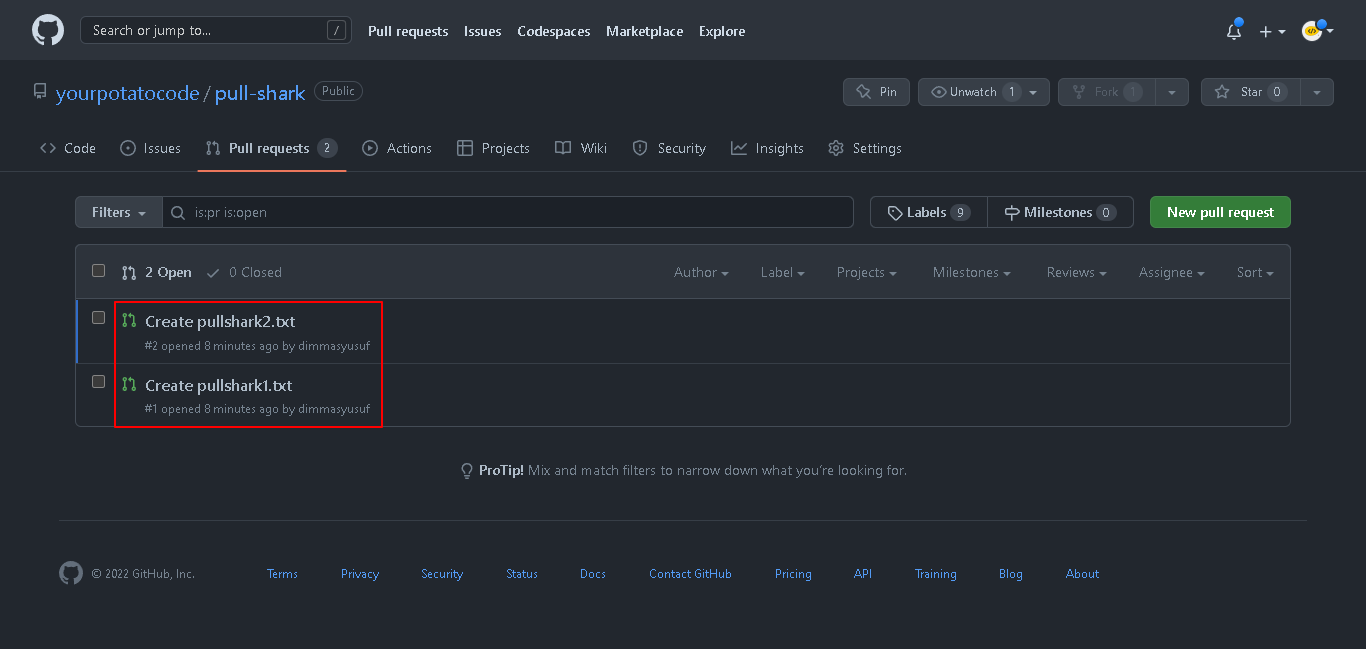 Search or jump to... / Pull requests Issues Codespaces Marketplace Explore
yourpotatocode / pull-shark Public Pin Unwatch 1 Fork 1 Star 0
Code Issues Pull requests 2 Actions Projects Wiki Security Insights Settings
Filters is:pr is:open Labels 9 Milestones 0 New pull request
2 Open 0 Closed Author Label Projects Milestones Reviews Assignee Sort
Create pullshark2.txt
#2 opened 8 minutes ago by dimmasyusuf
Create pullshark1.txt
#1 opened 8 minutes ago by dimmasyusuf
ProTip! Mix and match filters to narrow down what you're looking for.
© 2022 GitHub, Inc. Terms Privacy Security Status Docs Contact GitHub Pricing API Training Blog About